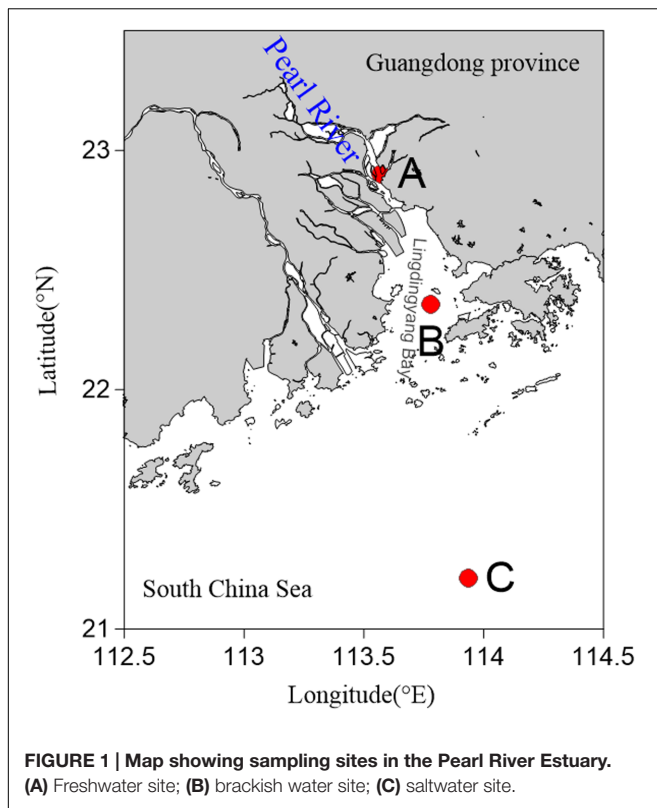 Pearl River
Guangdong province
23
A
Lingdingyang Bay
B
Latitude(°N)
22
C
South China Sea
21
112.5 113 113.5 114 114.5
Longitude(°E)
FIGURE 1 | Map showing sampling sites in the Pearl River Estuary.
(A) Freshwater site; (B) brackish water site; (C) saltwater site.